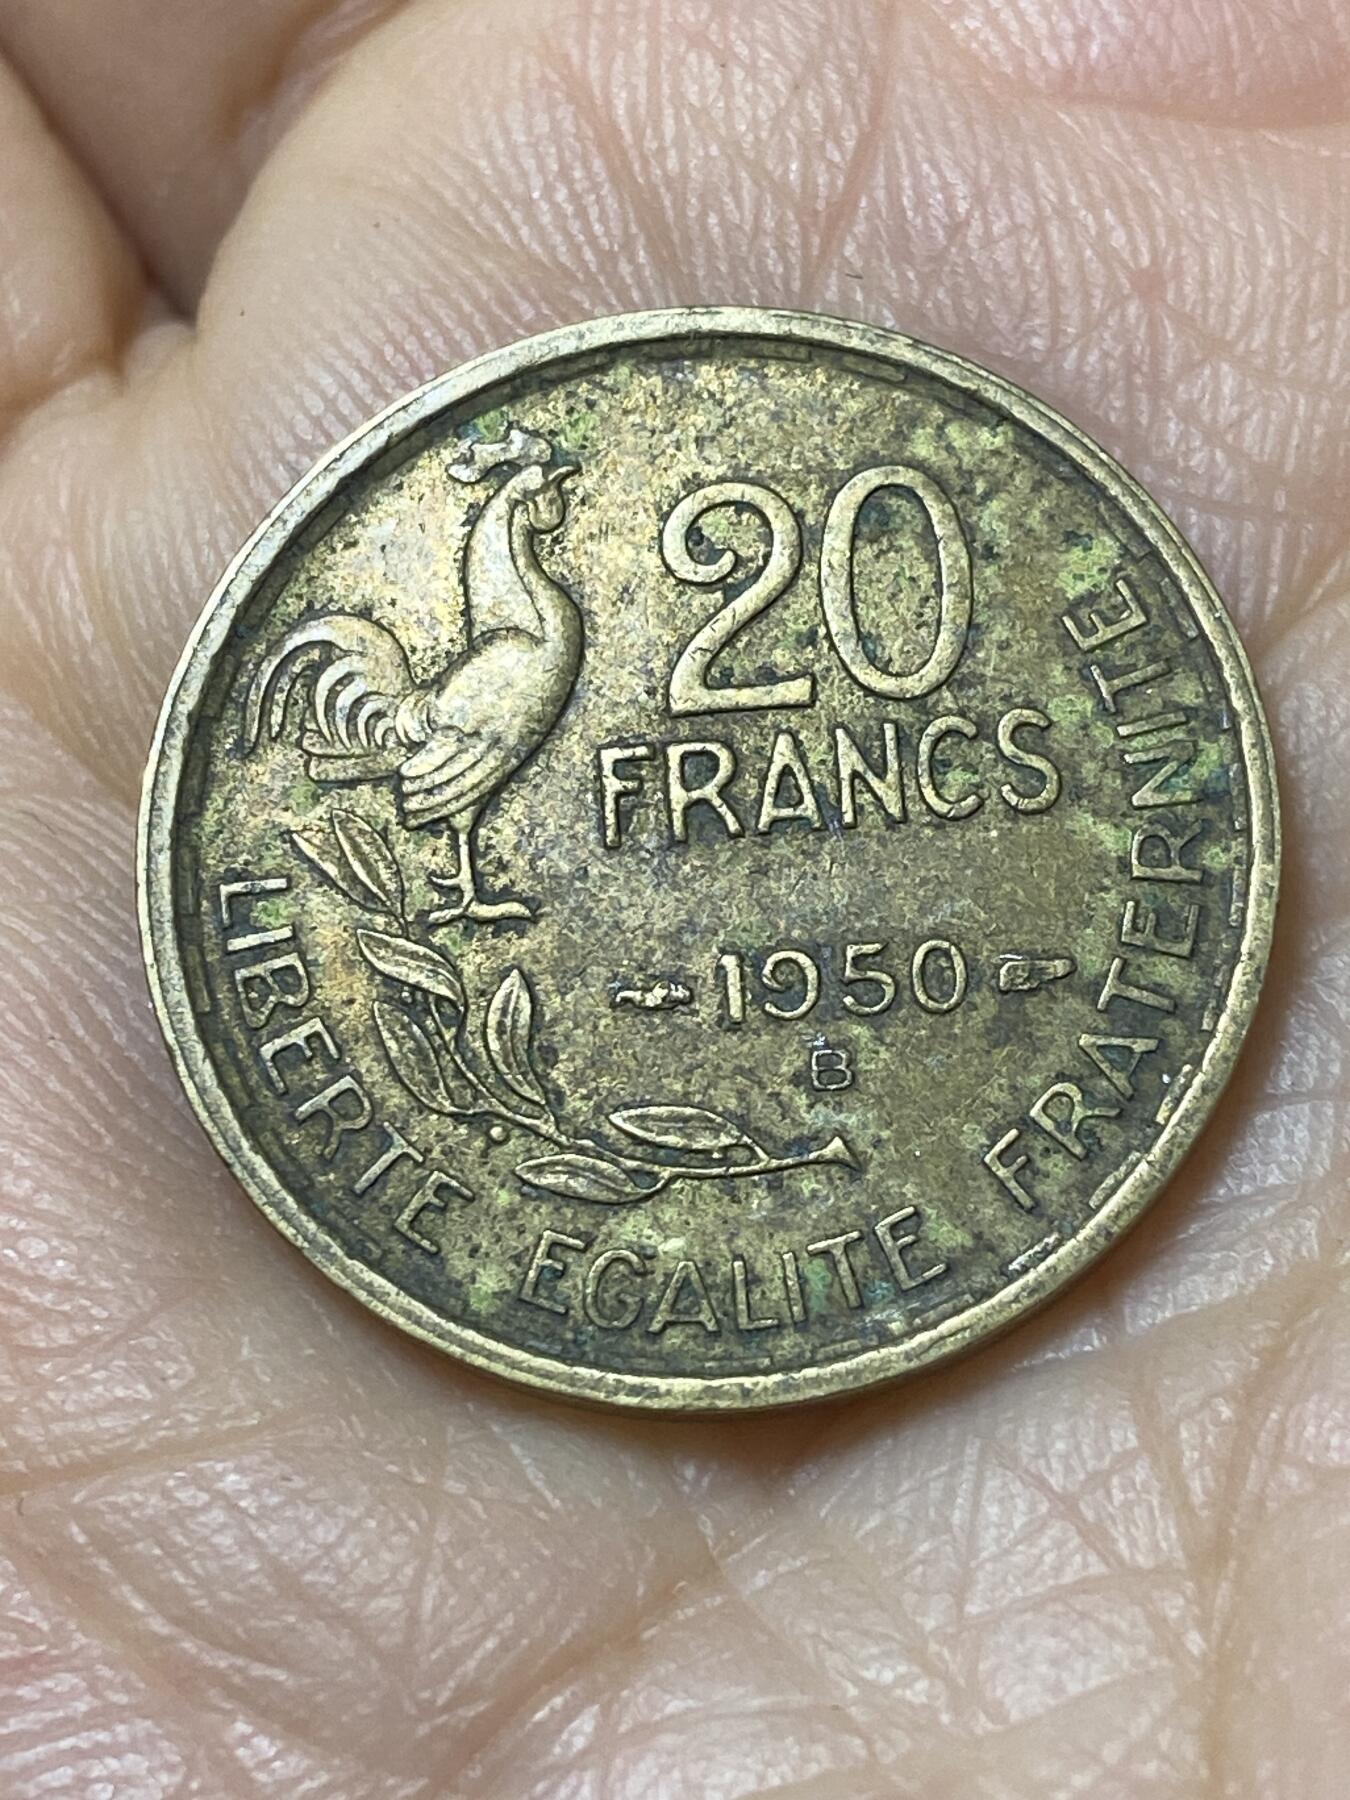 20
FRANCS
1950
B
LIBERTE EGALITE FRATERNITE